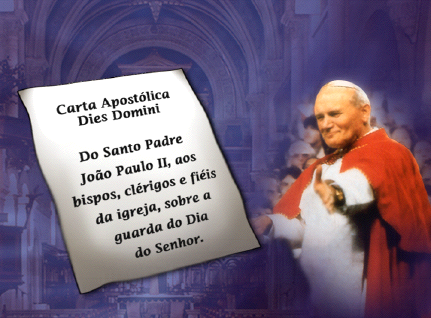 Carta Apostólica
Dies Domini
Do Santo Padre
João Paulo II, aos
bispos, clérigos e fiéis
da igreja, sobre a
guarda do Dia
do Senhor.